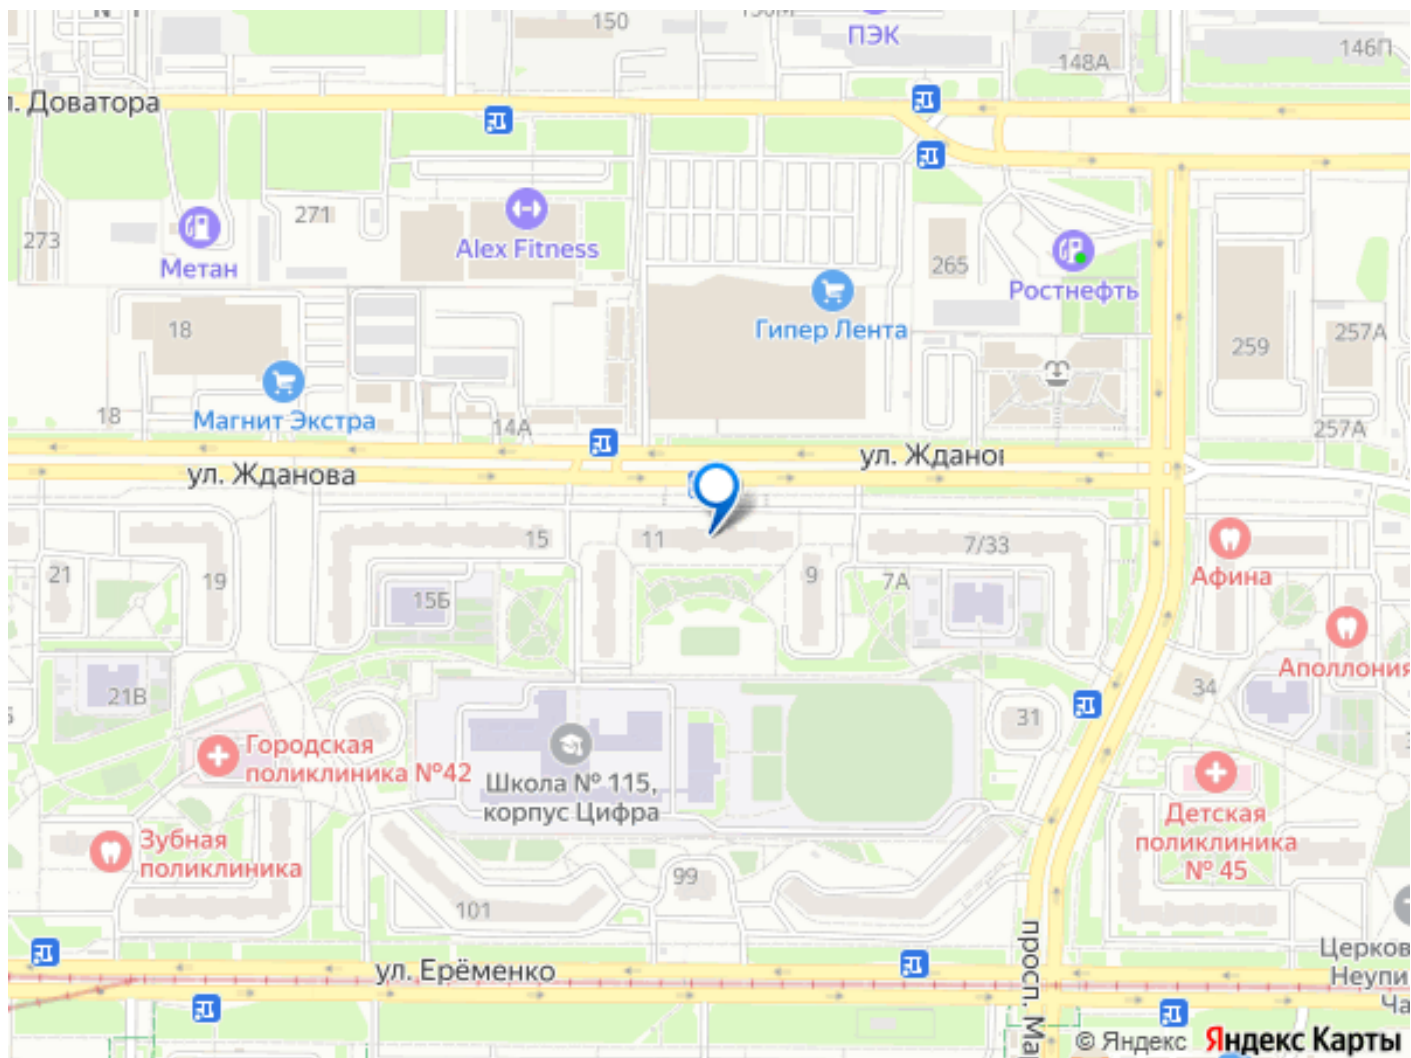 150
ПЭК
148А
146П
л. Доватора
271
273
Метан
Alex Fitness
265
Ростнефть
Гипер Лента
18
259
257А
Магнит Экстра
18
14А
257А
ул. Жданова
ул. Ждано
15
11
7/33
Афина
21
19
15Б
9
7А
Аполлония
21В
34
31
Городская
поликлиника №42
Школа № 115,
корпус Цифра
Детская
поликлиника
№ 45
Зубная
поликлиника
99
101
просп. Ма
Церков
Неупи
Ча
ул. Ерёменко
© Яндекс Яндекс Карты